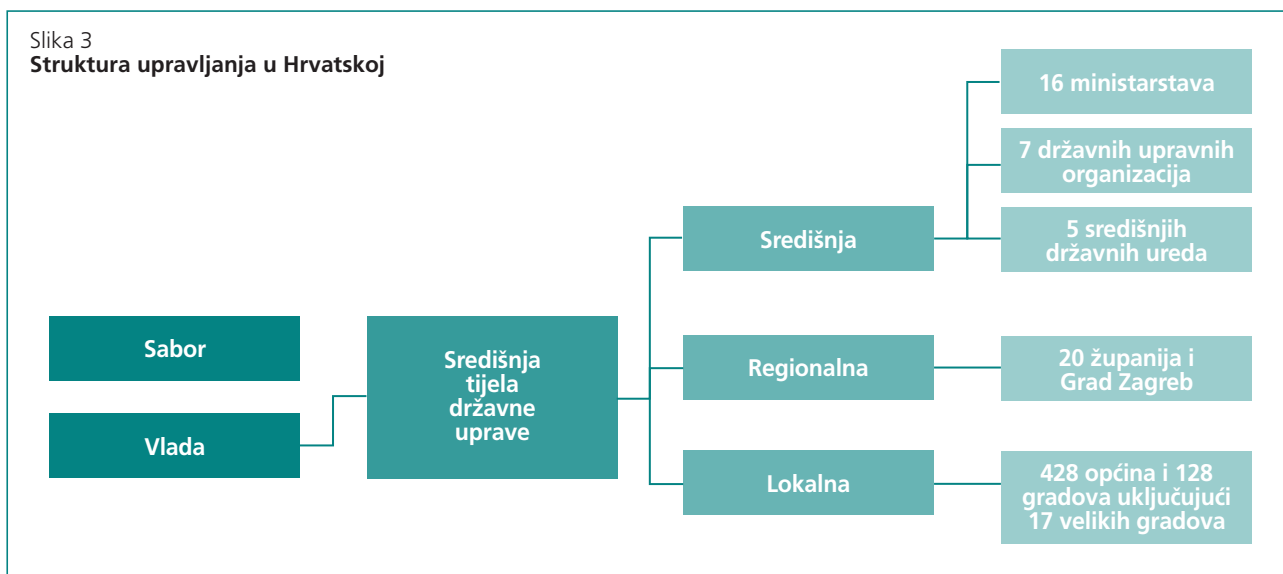 Slika 3
Struktura upravljanja u Hrvatskoj
Sabor
Vlada
Središnja
tijela
državne
uprave
Središnja
16 ministarstava
7 državnih upravnih
organizacija
5 središnjih
državnih ureda
Regionalna
20 županija i
Grad Zagreb
Lokalna
428 općina i 128
gradova uključujući
17 velikih gradova